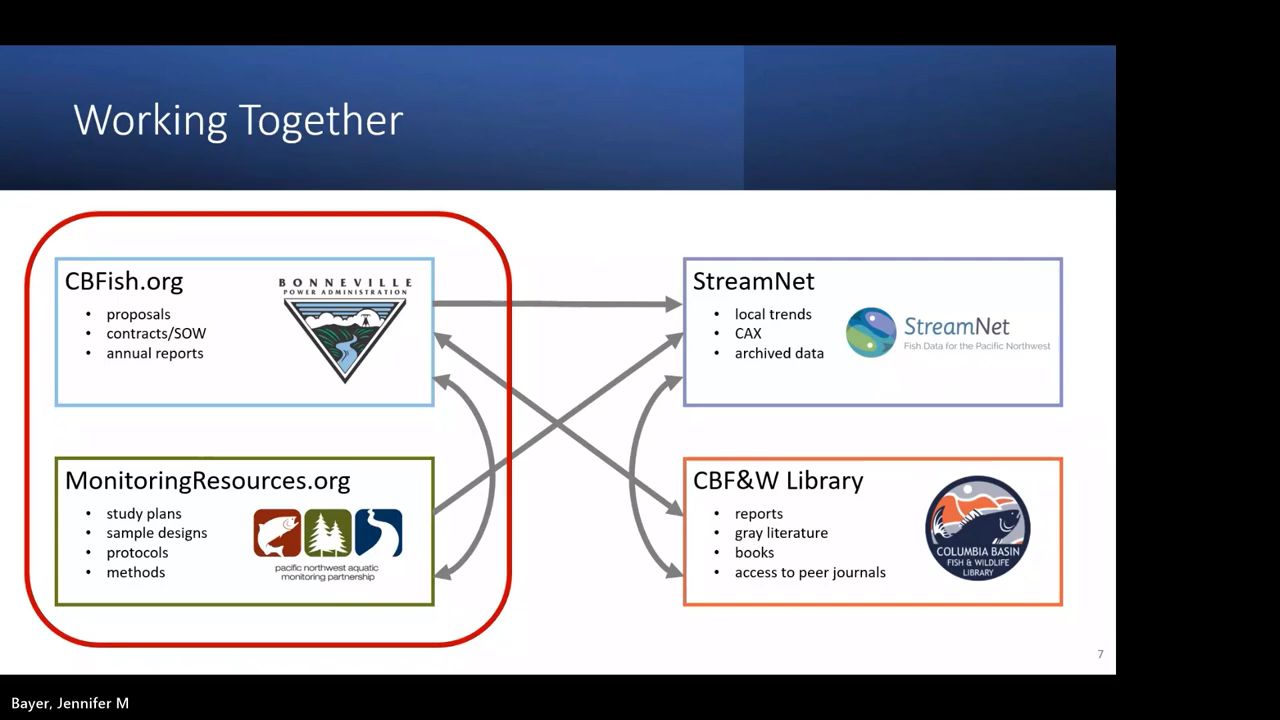 Working Together
CBFish.org
BONNEVILLE
POWER ADMINISTRATION
• proposals
• contracts/SOW
• annual reports
StreamNet
• local trends
• CAX
• archived data
StreamNet
Fish Data for the Pacific Northwest
MonitoringResources.org
• study plans
• sample designs
• protocols
• methods
pacific northwest aquatic
monitoring partnership
CBF&W Library
• reports
• gray literature
• books
• access to peer journals
COLUMBIA BASIN
FISH & WILDLIFE
LIBRARY
7
Bayer, Jennifer M